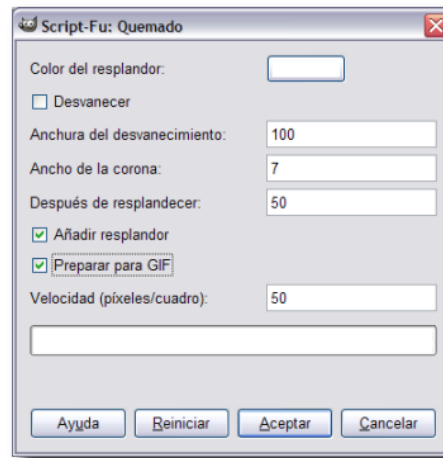 Script-Fu: Quemado
Color del resplandor:
Desvanecer
Anchura del desvanecimiento: 100
Ancho de la corona: 7
Después de resplandecer: 50
Añadir resplandor
Preparar para GIF
Velocidad (píxeles/cuadro): 50
Ayuda Reiniciar Aceptar Cancelar